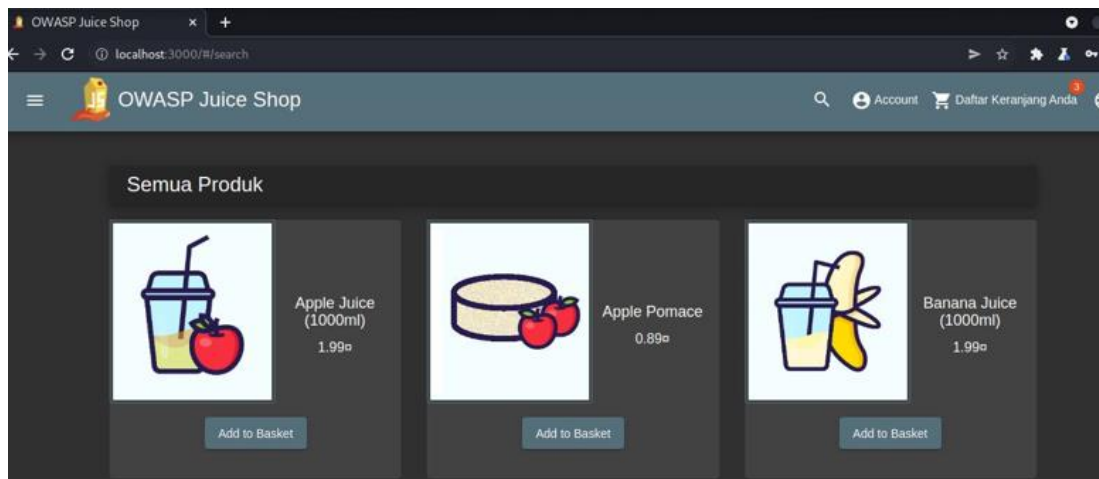 OWASP Juice Shop
localhost:3000/#/search
OWASP Juice Shop
Account
3
Daftar Keranjang Anda
Semua Produk
Apple Juice
(1000ml)
1.99¤
Apple Pomace
0.89¤
Banana Juice
(1000ml)
1.99¤
Add to Basket
Add to Basket
Add to Basket